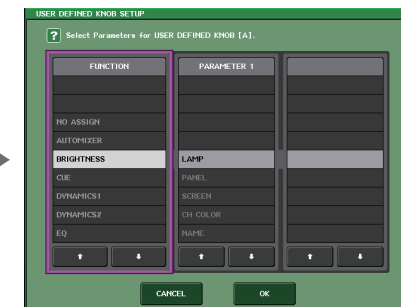 USER DEFINED KNOB SETUP
? Select Parameters for USER DEFINED KNOB [A].
FUNCTION
NO ASSIGN
AUTOMIXER
BRIGHTNESS
CUE
DYNAMICS1
DYNAMICS2
EQ
PARAMETER 1
LAMP
PANEL
SCREEN
CH COLOR
NAME
CANCEL
OK